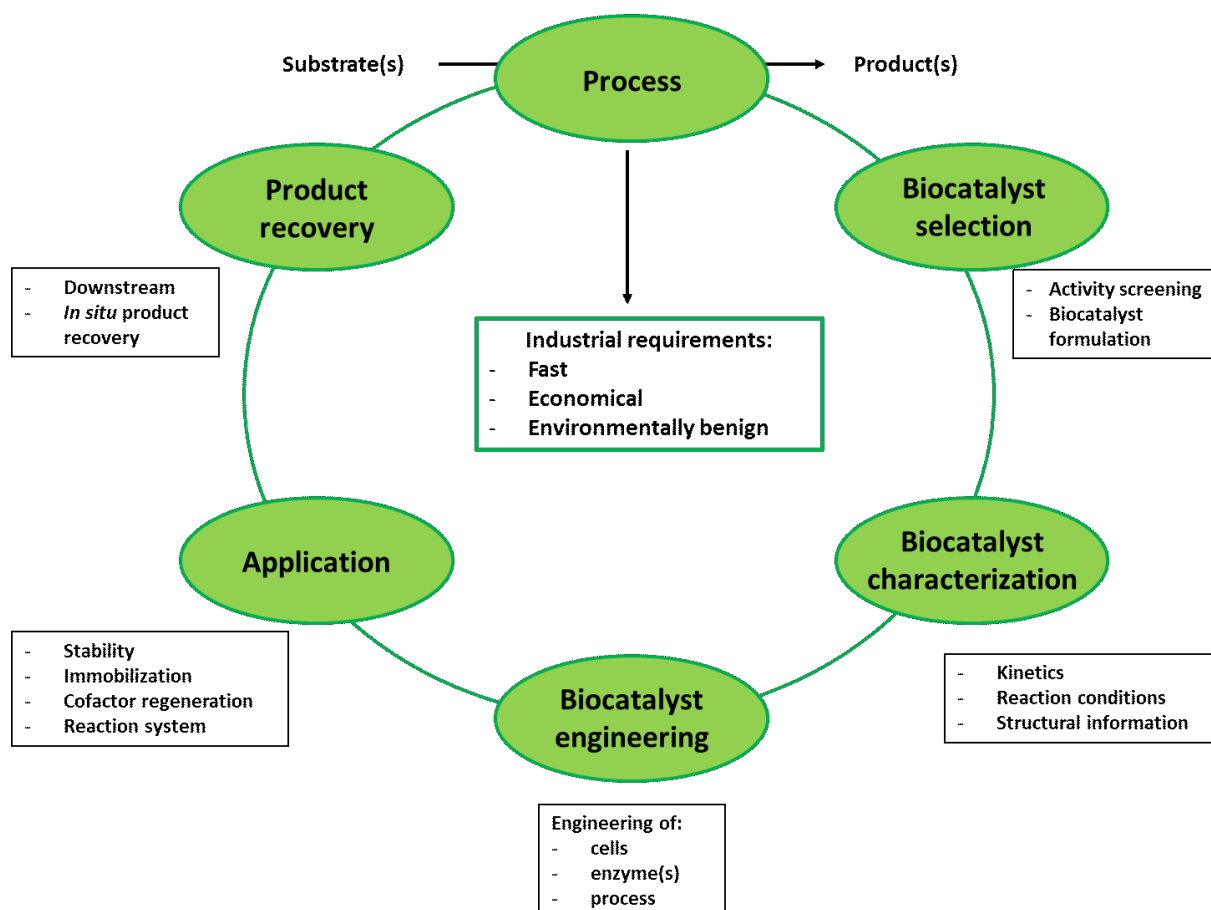 Substrate(s)
Process
Product(s)
Product
recovery
Biocatalyst
selection
- Downstream
- In situ product
recovery
- Activity screening
- Biocatalyst
formulation
Industrial requirements:
- Fast
- Economical
- Environmentally benign
Application
Biocatalyst
characterization
- Stability
- Immobilization
- Cofactor regeneration
- Reaction system
- Kinetics
- Reaction conditions
- Structural information
Biocatalyst
engineering
Engineering of:
- cells
- enzyme(s)
- process